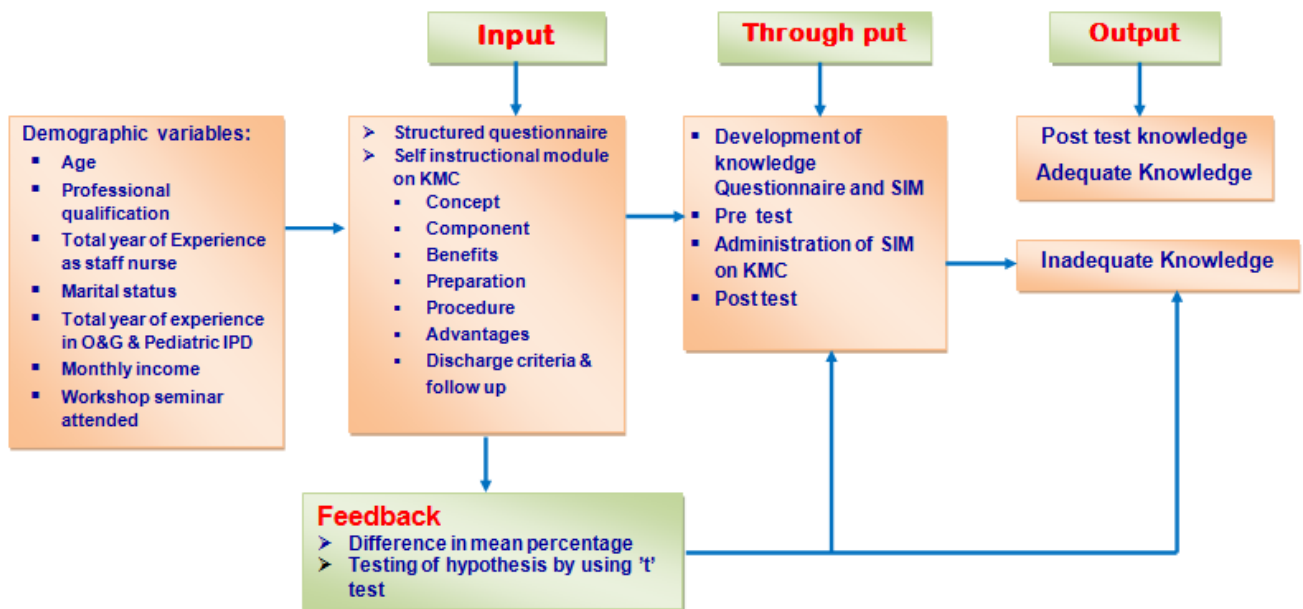 Input
Through put
Output
Demographic variables:
▪ Age
▪ Professional
qualification
▪ Total year of Experience
as staff nurse
▪ Marital status
▪ Total year of experience
in O&G & Pediatric IPD
▪ Monthly income
▪ Workshop seminar
attended
➢ Structured questionnaire
➢ Self instructional module
on KMC
▪ Concept
▪ Component
▪ Benefits
▪ Preparation
▪ Procedure
▪ Advantages
▪ Discharge criteria &
follow up
▪ Development of
knowledge
Questionnaire and SIM
▪ Pre test
▪ Administration of SIM
on KMC
▪ Post test
Post test knowledge
Adequate Knowledge
Inadequate Knowledge
Feedback
➢ Difference in mean percentage
➢ Testing of hypothesis by using ’t’
test